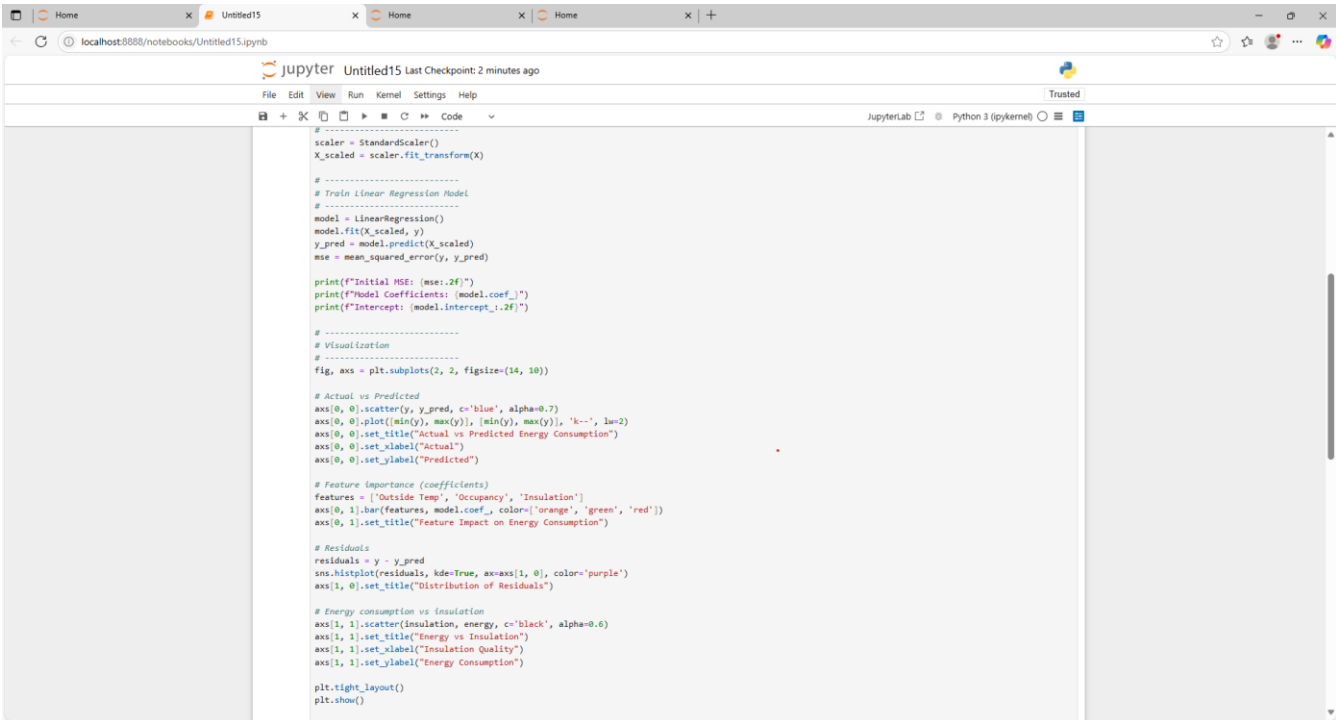 Home
Untitled15
Home
Home
localhost:8888/notebooks/Untitled15.ipynb
jupyter Untitled15 Last Checkpoint: 2 minutes ago
File Edit View Run Kernel Settings Help
Trusted
Code
JupyterLab
Python 3 (ipykernel)
# ---------------------------
scaler = StandardScaler()
X_scaled = scaler.fit_transform(X)
# ---------------------------
# Train Linear Regression Model
# ---------------------------
model = LinearRegression()
model.fit(X_scaled, y)
y_pred = model.predict(X_scaled)
mse = mean_squared_error(y, y_pred)
print(f"Initial MSE: {mse:.2f}")
print(f"Model Coefficients: {model.coef_}")
print(f"Intercept: {model.intercept_:.2f}")
# ---------------------------
# Visualization
# ---------------------------
fig, axs = plt.subplots(2, 2, figsize=(14, 10))
# Actual vs Predicted
axs[0, 0].scatter(y, y_pred, c='blue', alpha=0.7)
axs[0, 0].plot([min(y), max(y)], [min(y), max(y)], 'k--', lw=2)
axs[0, 0].set_title("Actual vs Predicted Energy Consumption")
axs[0, 0].set_xlabel("Actual")
axs[0, 0].set_ylabel("Predicted")
# Feature importance (coefficients)
features = ['Outside Temp', 'Occupancy', 'Insulation']
axs[0, 1].bar(features, model.coef_, color=['orange', 'green', 'red'])
axs[0, 1].set_title("Feature Impact on Energy Consumption")
# Residuals
residuals = y - y_pred
sns.histplot(residuals, kde=True, ax=axs[1, 0], color='purple')
axs[1, 0].set_title("Distribution of Residuals")
# Energy consumption vs insulation
axs[1, 1].scatter(insulation, energy, c='black', alpha=0.6)
axs[1, 1].set_title("Energy vs Insulation")
axs[1, 1].set_xlabel("Insulation Quality")
axs[1, 1].set_ylabel("Energy Consumption")
plt.tight_layout()
plt.show()